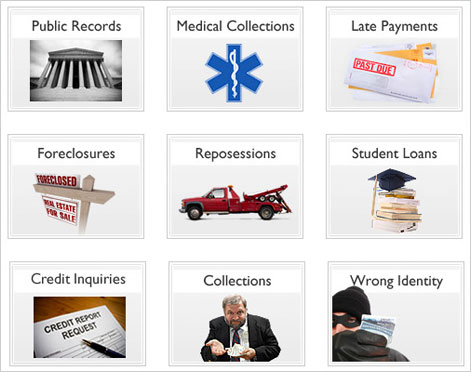 Public Records
Medical Collections
Late Payments
PAST DUE
Foreclosures
Reposessions
Student Loans
FORECLOSED
REAL ESTATE
FOR SALE
Credit Inquiries
Collections
Wrong Identity
CREDIT REPORT
REQUEST